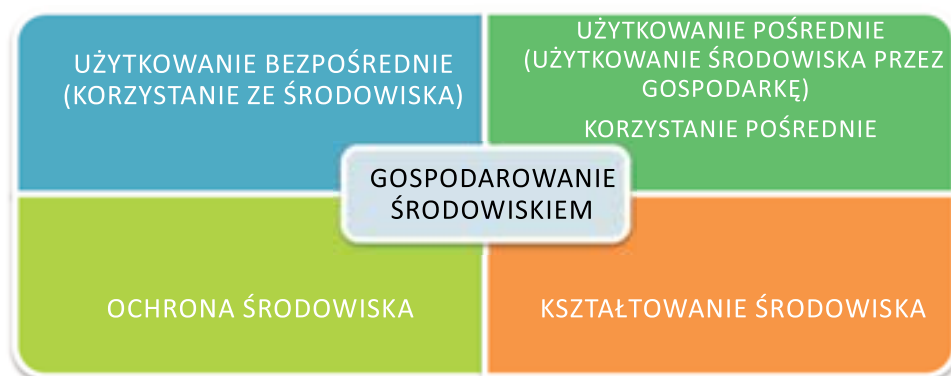 UŻYTKOWANIE BEZPOŚREDNIE
(KORZYSTANIE ZE ŚRODOWISKA)
UŻYTKOWANIE POŚREDNIE
(UŻYTKOWANIE ŚRODOWISKA PRZEZ
GOSPODARKĘ)
KORZYSTANIE POŚREDNIE
GOSPODAROWANIE
ŚRODOWISKIEM
OCHRONA ŚRODOWISKA
KSZTAŁTOWANIE ŚRODOWISKA